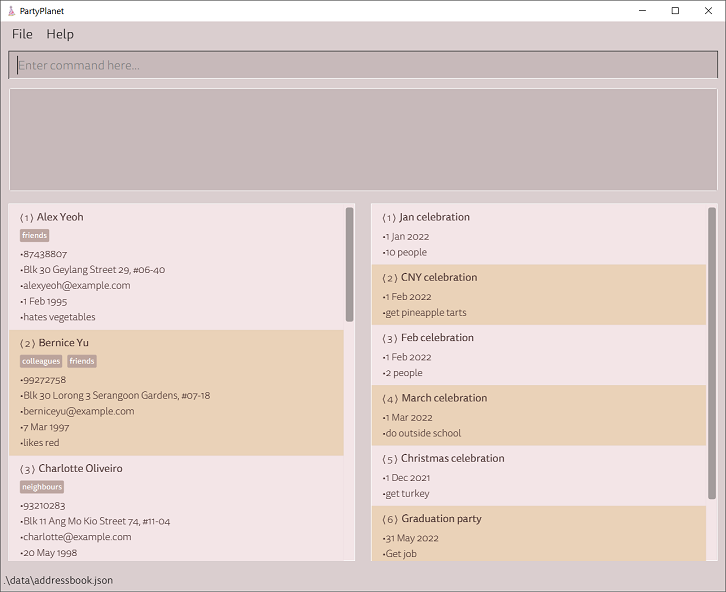 PartyPlanet
File Help
Enter command here...
(1) Alex Yeoh
friends
•87438807
•Blk 30 Geylang Street 29, #06-40
•alexyeoh@example.com
•1 Feb 1995
•hates vegetables
(2) Bernice Yu
colleagues friends
•99272758
•Blk 30 Lorong 3 Serangoon Gardens, #07-18
•berniceyu@example.com
•7 Mar 1997
•likes red
(3) Charlotte Oliveiro
neighbours
•93210283
•Blk 11 Ang Mo Kio Street 74, #11-04
•charlotte@example.com
•20 May 1998
(1) Jan celebration
•1 Jan 2022
•10 people
(2) CNY celebration
•1 Feb 2022
•get pineapple tarts
(3) Feb celebration
•1 Feb 2022
•2 people
(4) March celebration
•1 Mar 2022
•do outside school
(5) Christmas celebration
•1 Dec 2021
•get turkey
(6) Graduation party
•31 May 2022
•Get job
.\data\addressbook.json